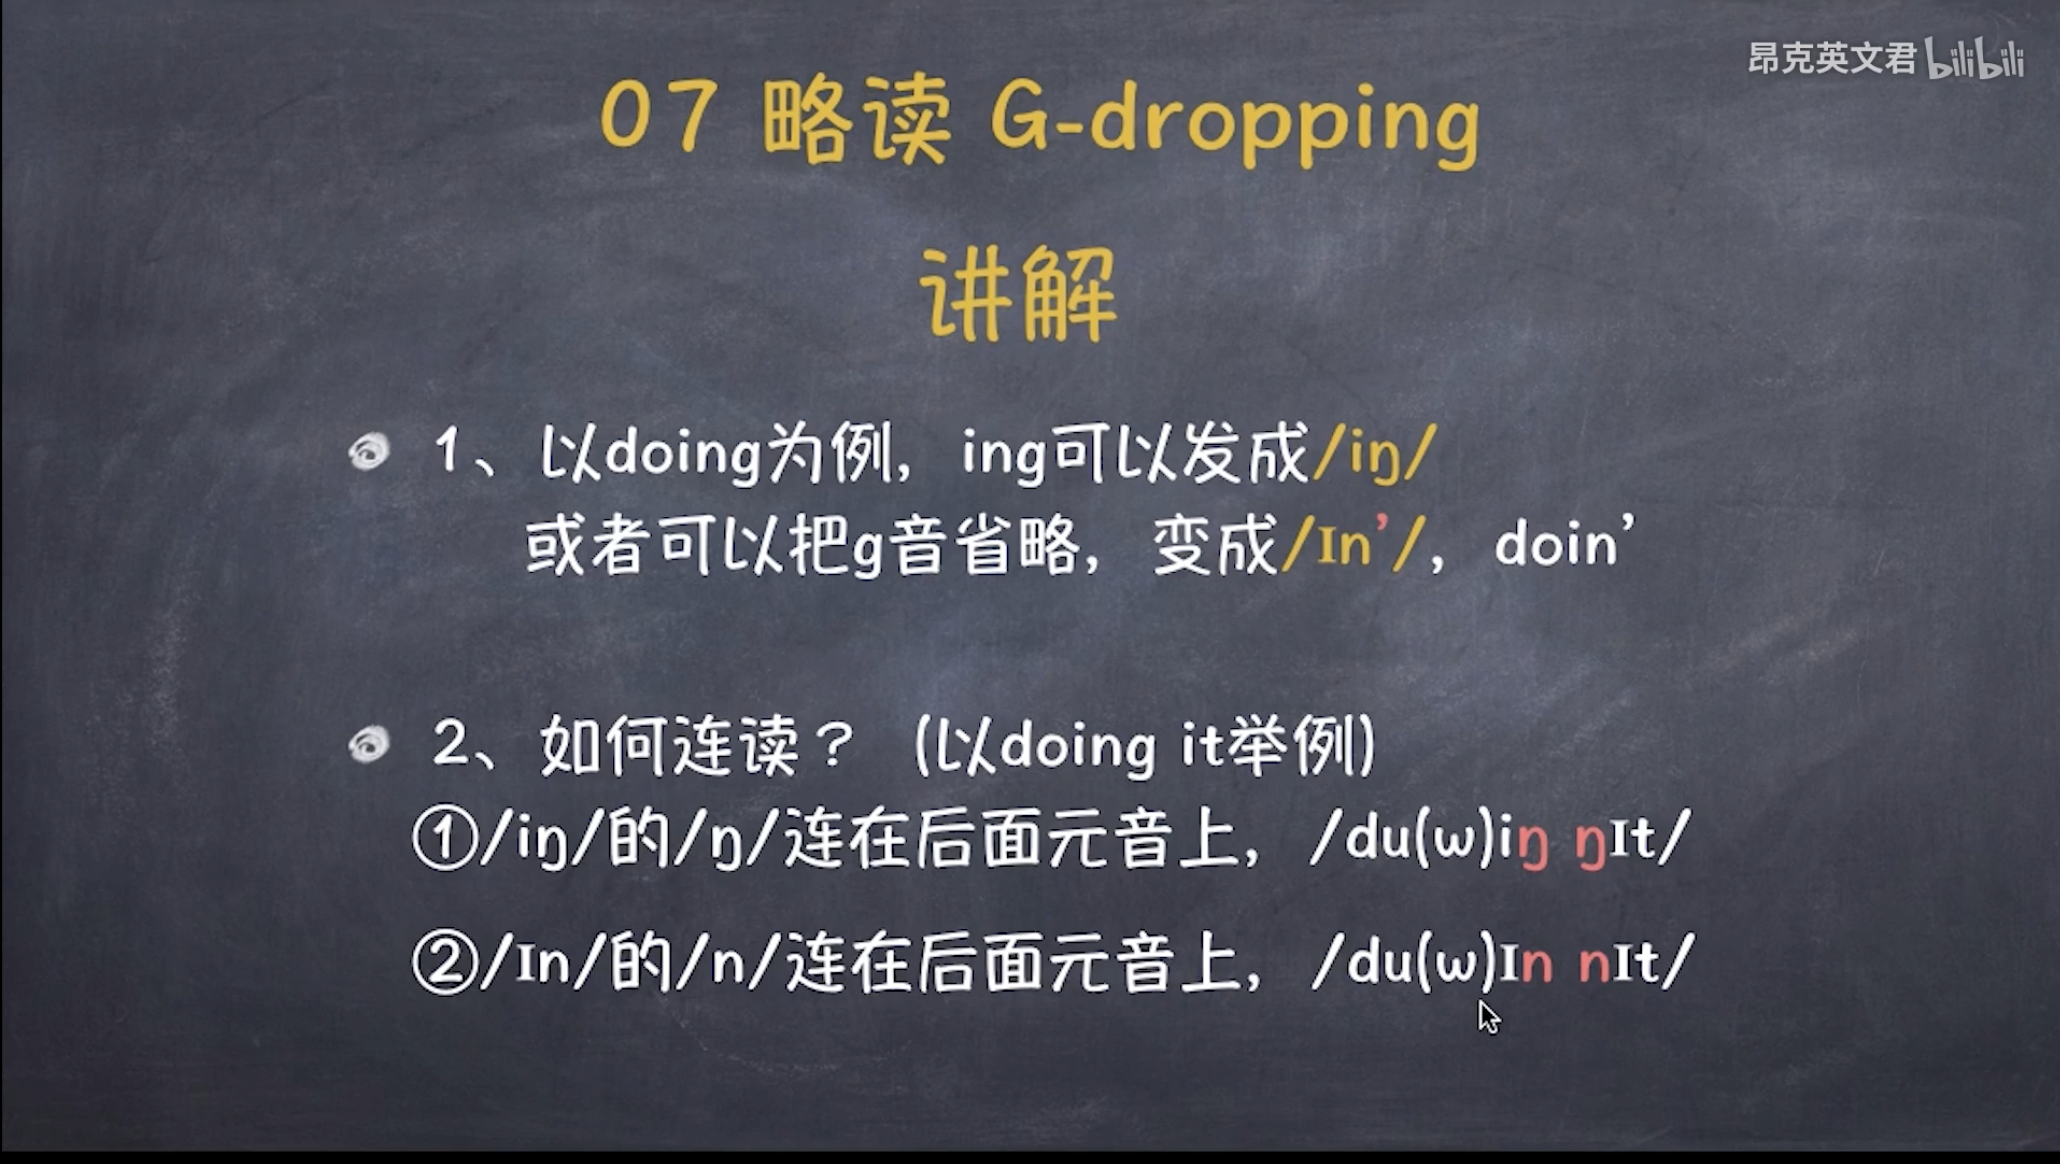 昂克英文君 bilibili
07 略读 G-dropping
讲解
1、以doing为例，ing可以发成/iŋ/
或者可以把g音省略，变成/In’/，doin’
2、如何连读？（以doing it举例）
①/iŋ/的/ŋ/连在后面元音上，/du(w)iŋ ŋIt/
②/In/的/n/连在后面元音上，/du(w)In nIt/